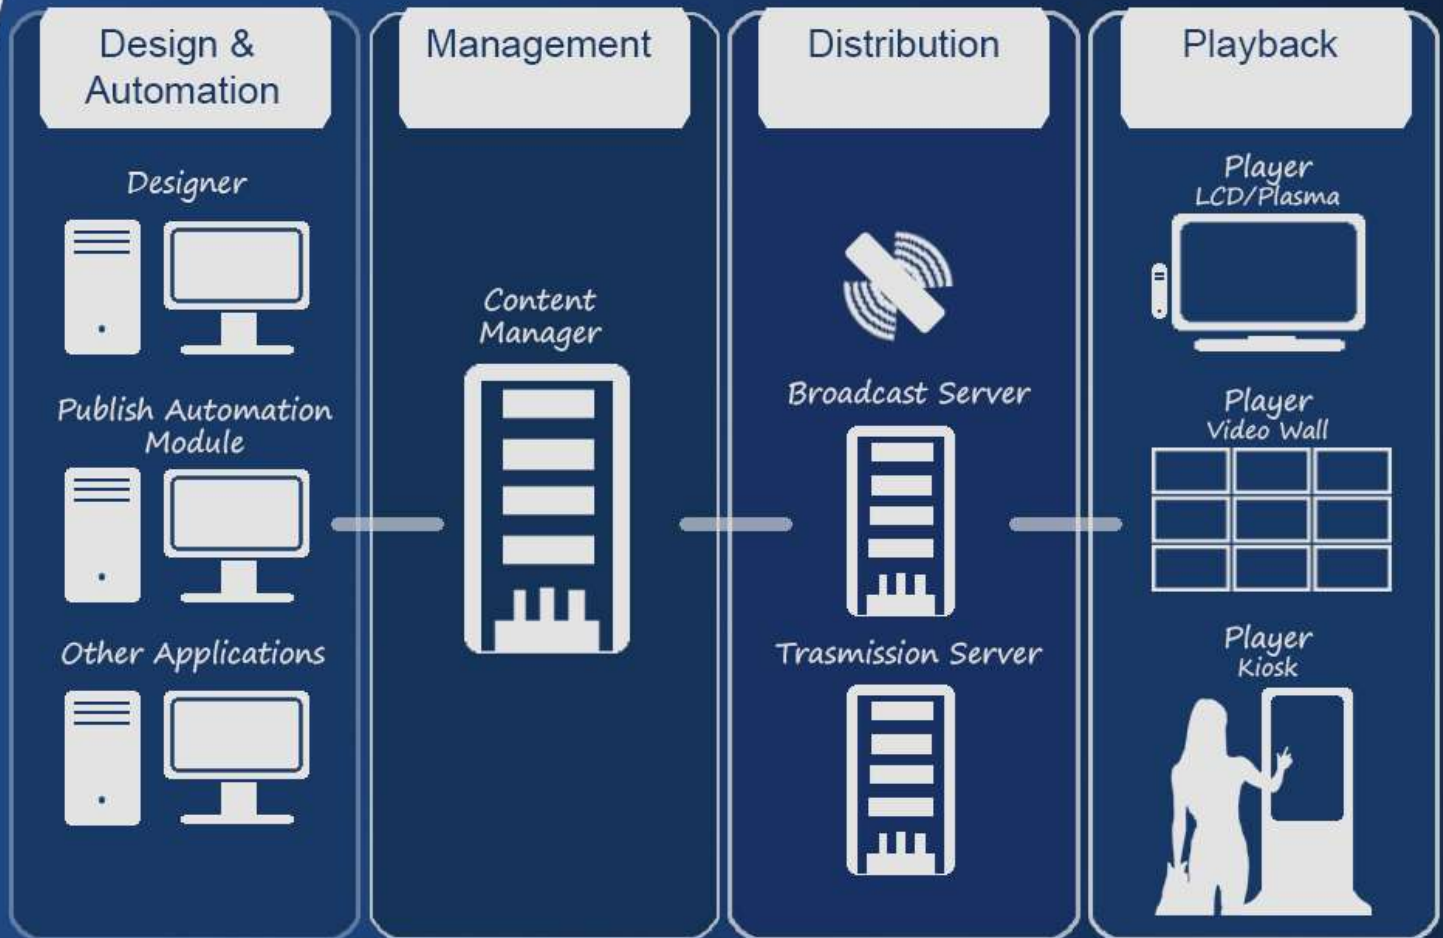 Design &
Automation
Designer
Publish Automation
Module
Other Applications
Management
Content
Manager
Distribution
Broadcast Server
Trasmission Server
Playback
Player
LCD/Plasma
Player
Video Wall
Player
Kiosk